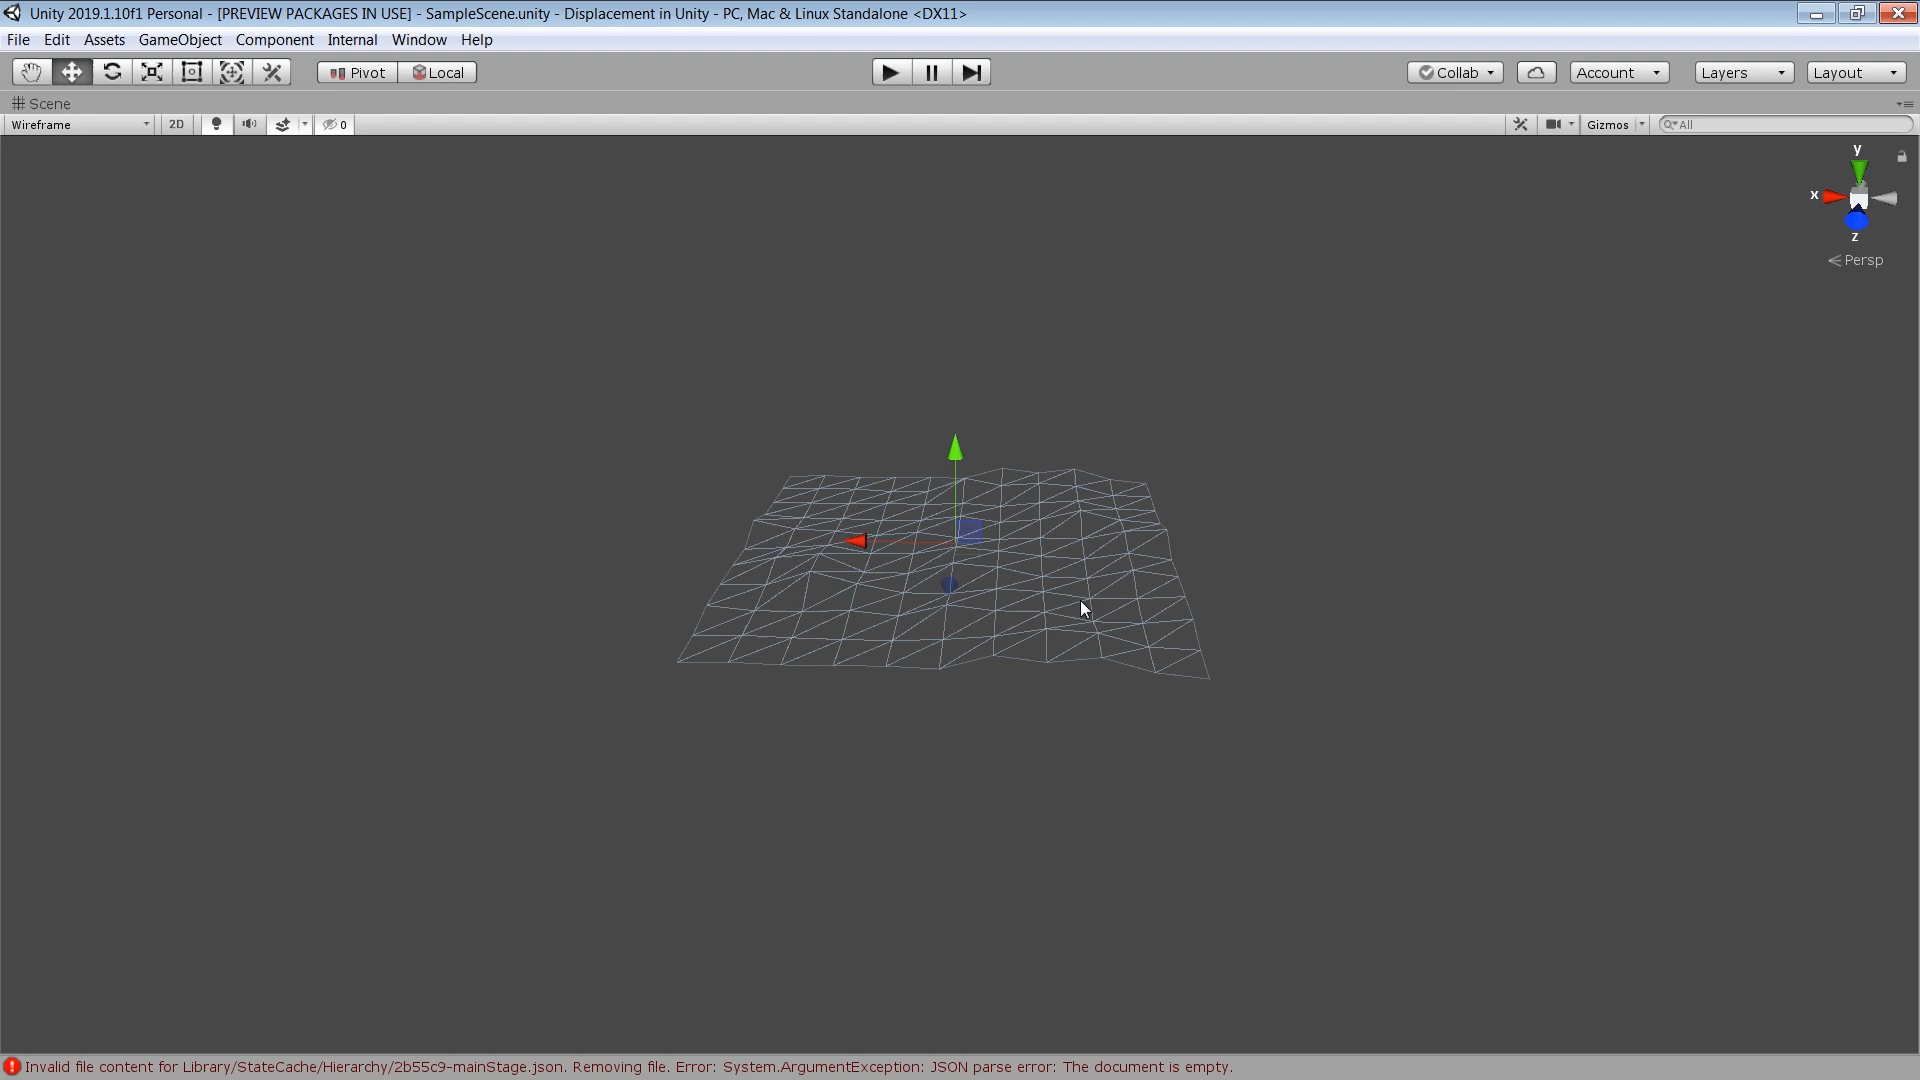 Unity 2019.1.10f1 Personal - [PREVIEW PACKAGES IN USE] - SampleScene.unity - Displacement in Unity - PC, Mac & Linux Standalone <DX11>
File Edit Assets GameObject Component Internal Window Help
Pivot Local Collab Account Layers Layout
Scene
Wireframe 2D 0 Gizmos All
y
x
z
Persp
Invalid file content for Library/StateCache/Hierarchy/2b55c9-mainStage.json. Removing file. Error: System.ArgumentException: JSON parse error: The document is empty.